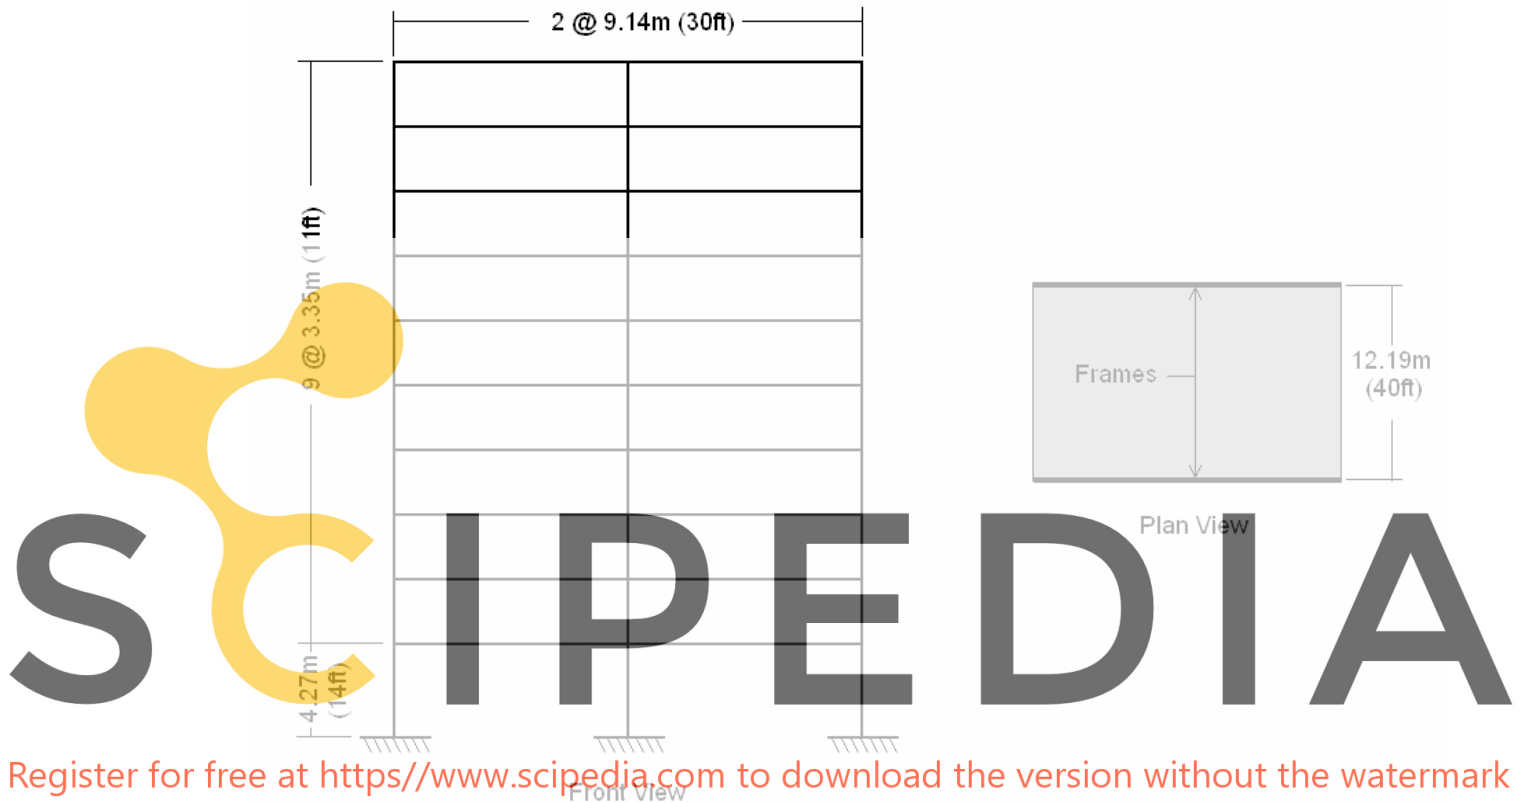 2 @ 9.14m (30ft)
9 @ 3.35m (11ft)
Frames
12.19m
(40ft)
Plan View
SCIPEDIA
4.27m
(14ft)
Register for free at https//www.scipedia.com to download the version without the watermark
Front View